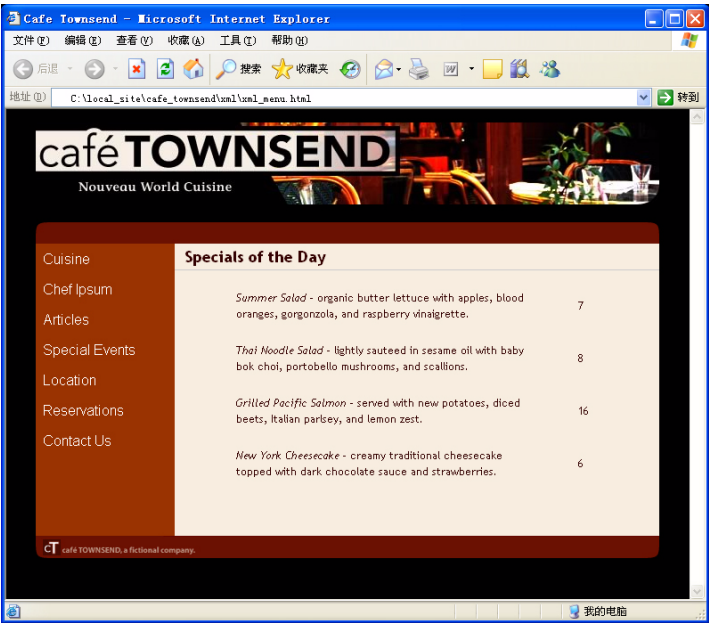 Cafe Townsend - Microsoft Internet Explorer
文件(F) 编辑(E) 查看(V) 收藏(A) 工具(T) 帮助(H)
后退 搜索 收藏夹
地址(D) C:\local_site\cafe_townsend\xml\xml_menu.html 转到
café TOWNSEND
Nouveau World Cuisine
Cuisine
Chef Ipsum
Articles
Special Events
Location
Reservations
Contact Us
Specials of the Day
Summer Salad - organic butter lettuce with apples, blood
oranges, gorgonzola, and raspberry vinaigrette.
7
Thai Noodle Salad - lightly sauteed in sesame oil with baby
bok choi, portobello mushrooms, and scallions.
8
Grilled Pacific Salmon - served with new potatoes, diced
beets, Italian parlsey, and lemon zest.
16
New York Cheesecake - creamy traditional cheesecake
topped with dark chocolate sauce and strawberries.
6
cT café TOWNSEND, a fictional company.
我的电脑